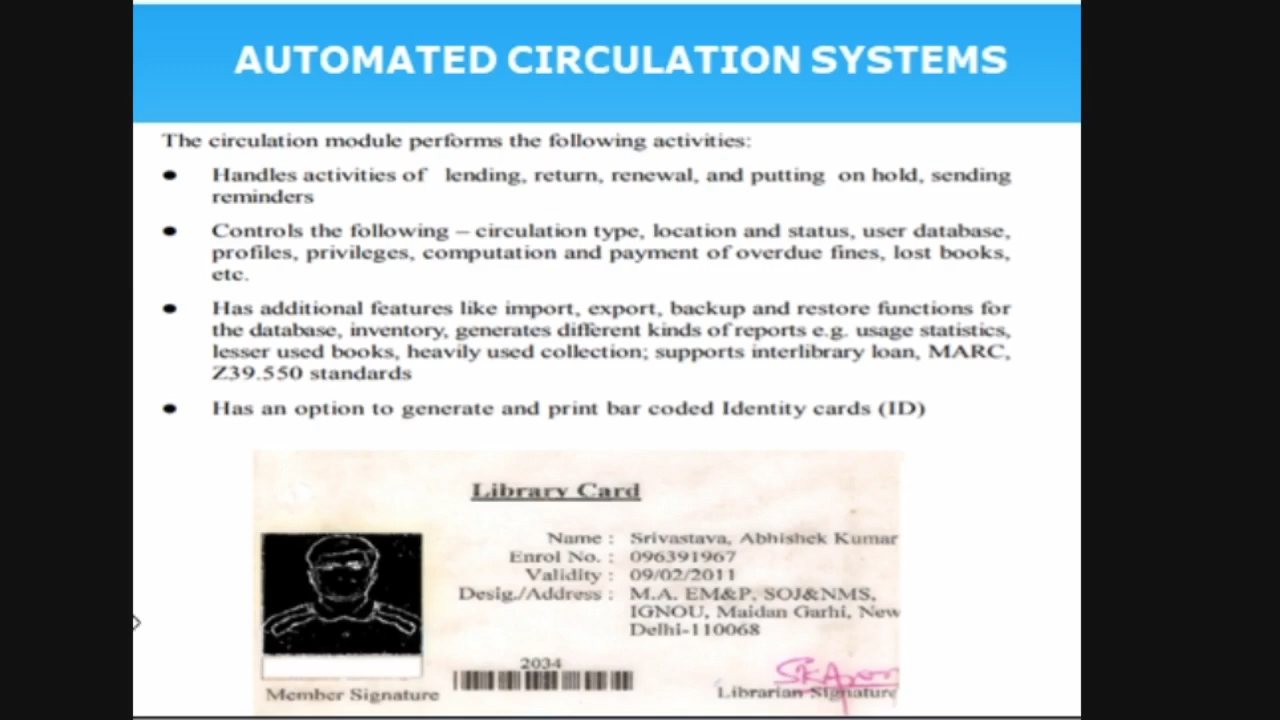 AUTOMATED CIRCULATION SYSTEMS
The circulation module performs the following activities:
● Handles activities of lending, return, renewal, and putting on hold, sending
reminders
● Controls the following – circulation type, location and status, user database,
profiles, privileges, computation and payment of overdue fines, lost books,
etc.
● Has additional features like import, export, backup and restore functions for
the database, inventory, generates different kinds of reports e.g. usage statistics,
lesser used books, heavily used collection; supports interlibrary loan, MARC,
Z39.550 standards
● Has an option to generate and print bar coded Identity cards (ID)
Library Card
Name : Srivastava, Abhishek Kumar
Enrol No. : 096391967
Validity : 09/02/2011
Desig./Address : M.A. EM&P, SOJ&NMS,
IGNOU, Maidan Garhi, New
Delhi-110068
2034
Member Signature
Librarian Signature